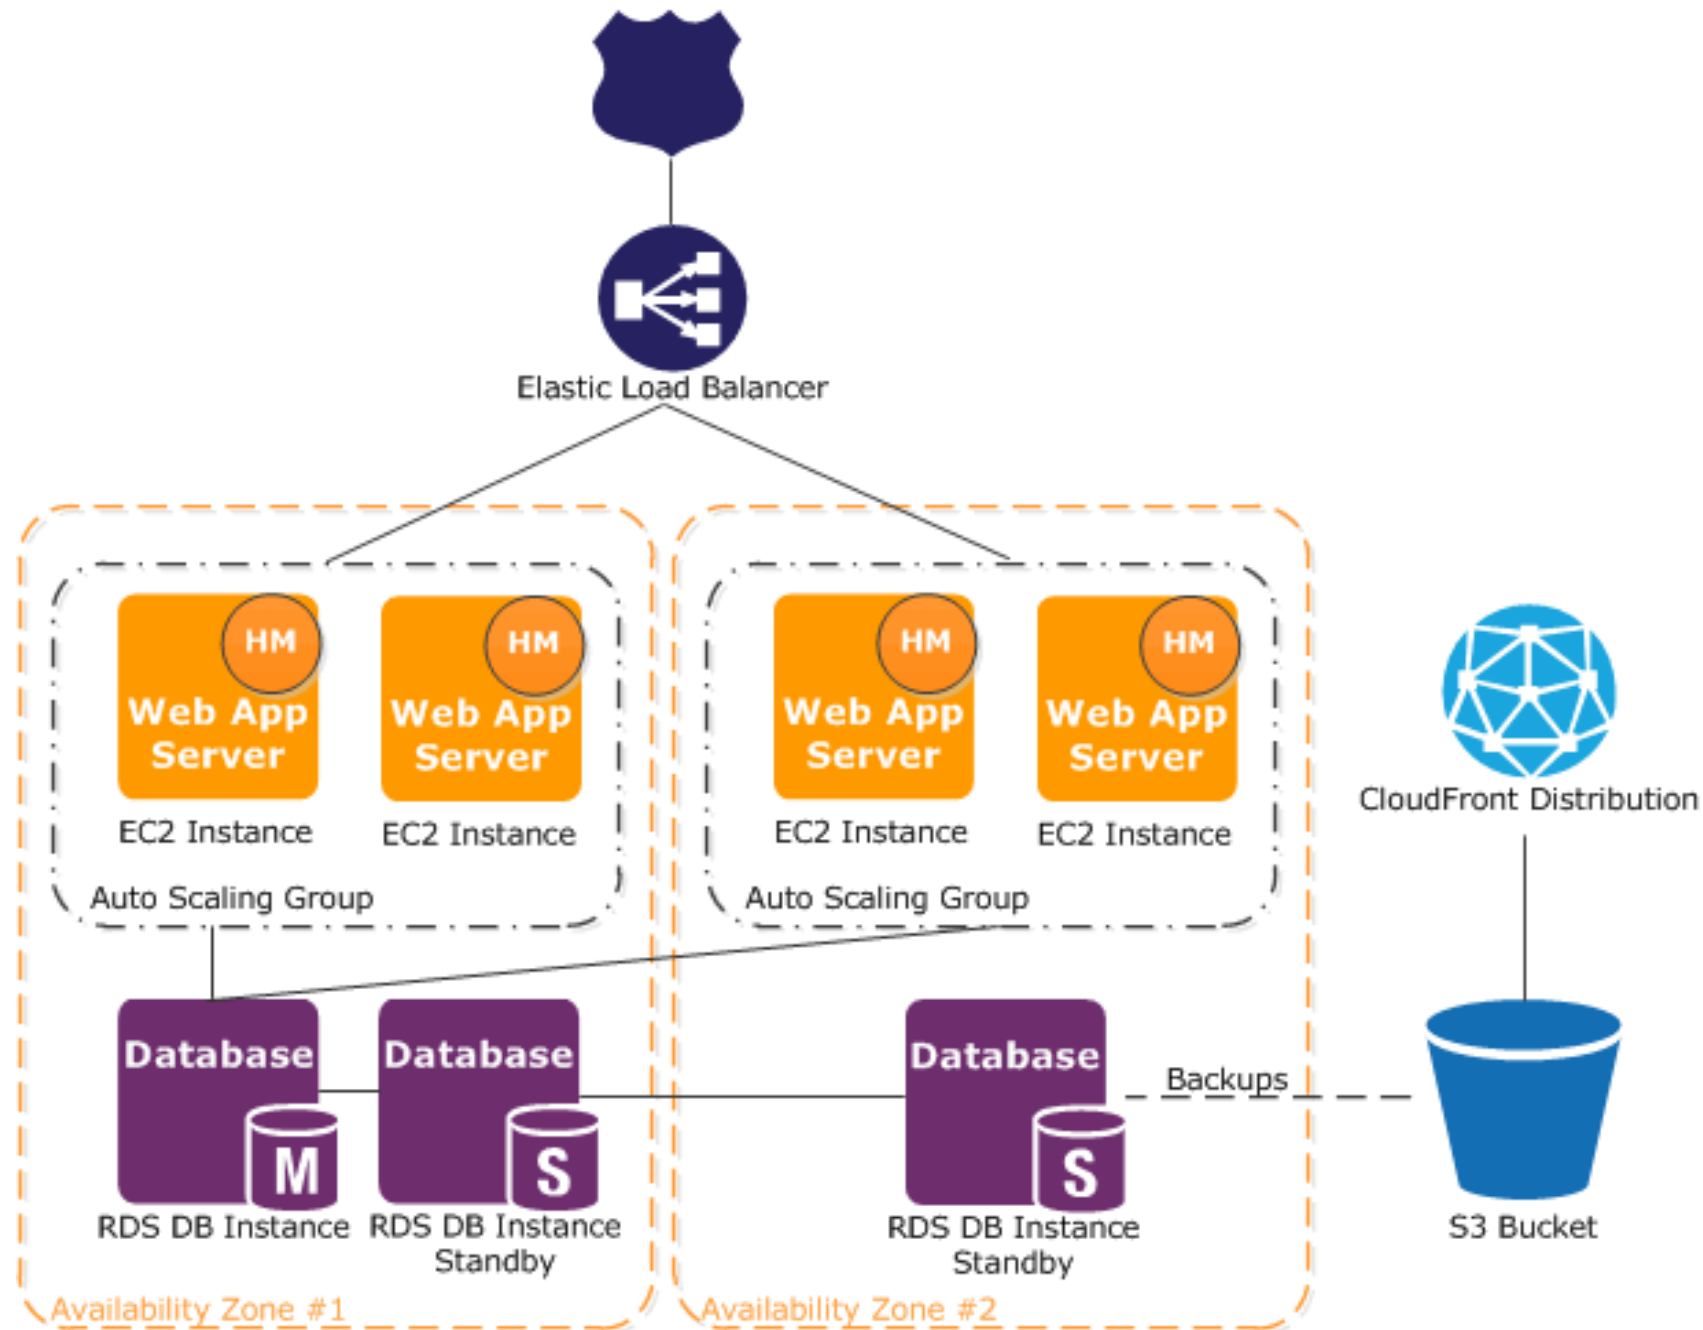 Elastic Load Balancer
HM
HM
HM
HM
Web App
Server
Web App
Server
Web App
Server
Web App
Server
EC2 Instance
EC2 Instance
EC2 Instance
EC2 Instance
CloudFront Distribution
Auto Scaling Group
Auto Scaling Group
Database
Database
Database
Backups
M
S
S
RDS DB Instance
RDS DB Instance
Standby
RDS DB Instance
Standby
S3 Bucket
Availability Zone #1
Availability Zone #2